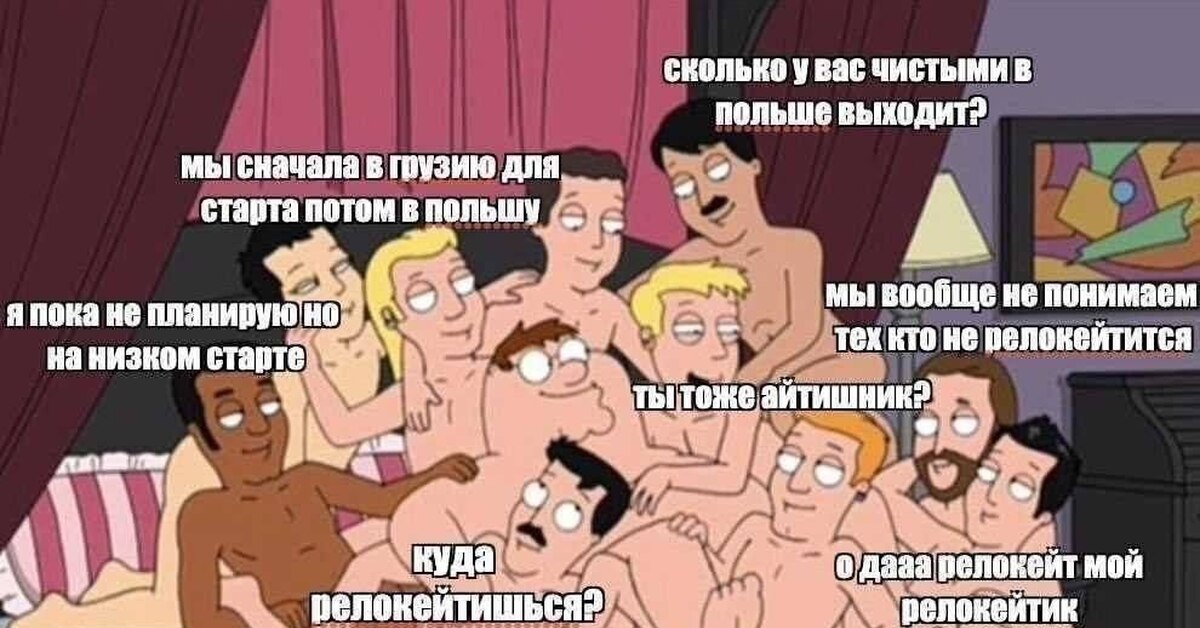 сколько у вас чистыми в
польше выходит?
мы сначала в грузию для
старта потом в польшу
я пока не планирую но
на низком старте
мы вообще не понимаем
тех кто не релокейтится
ты тоже айтишник?
куда
релокейтишься?
о дааа релокейт мой
релокейтик